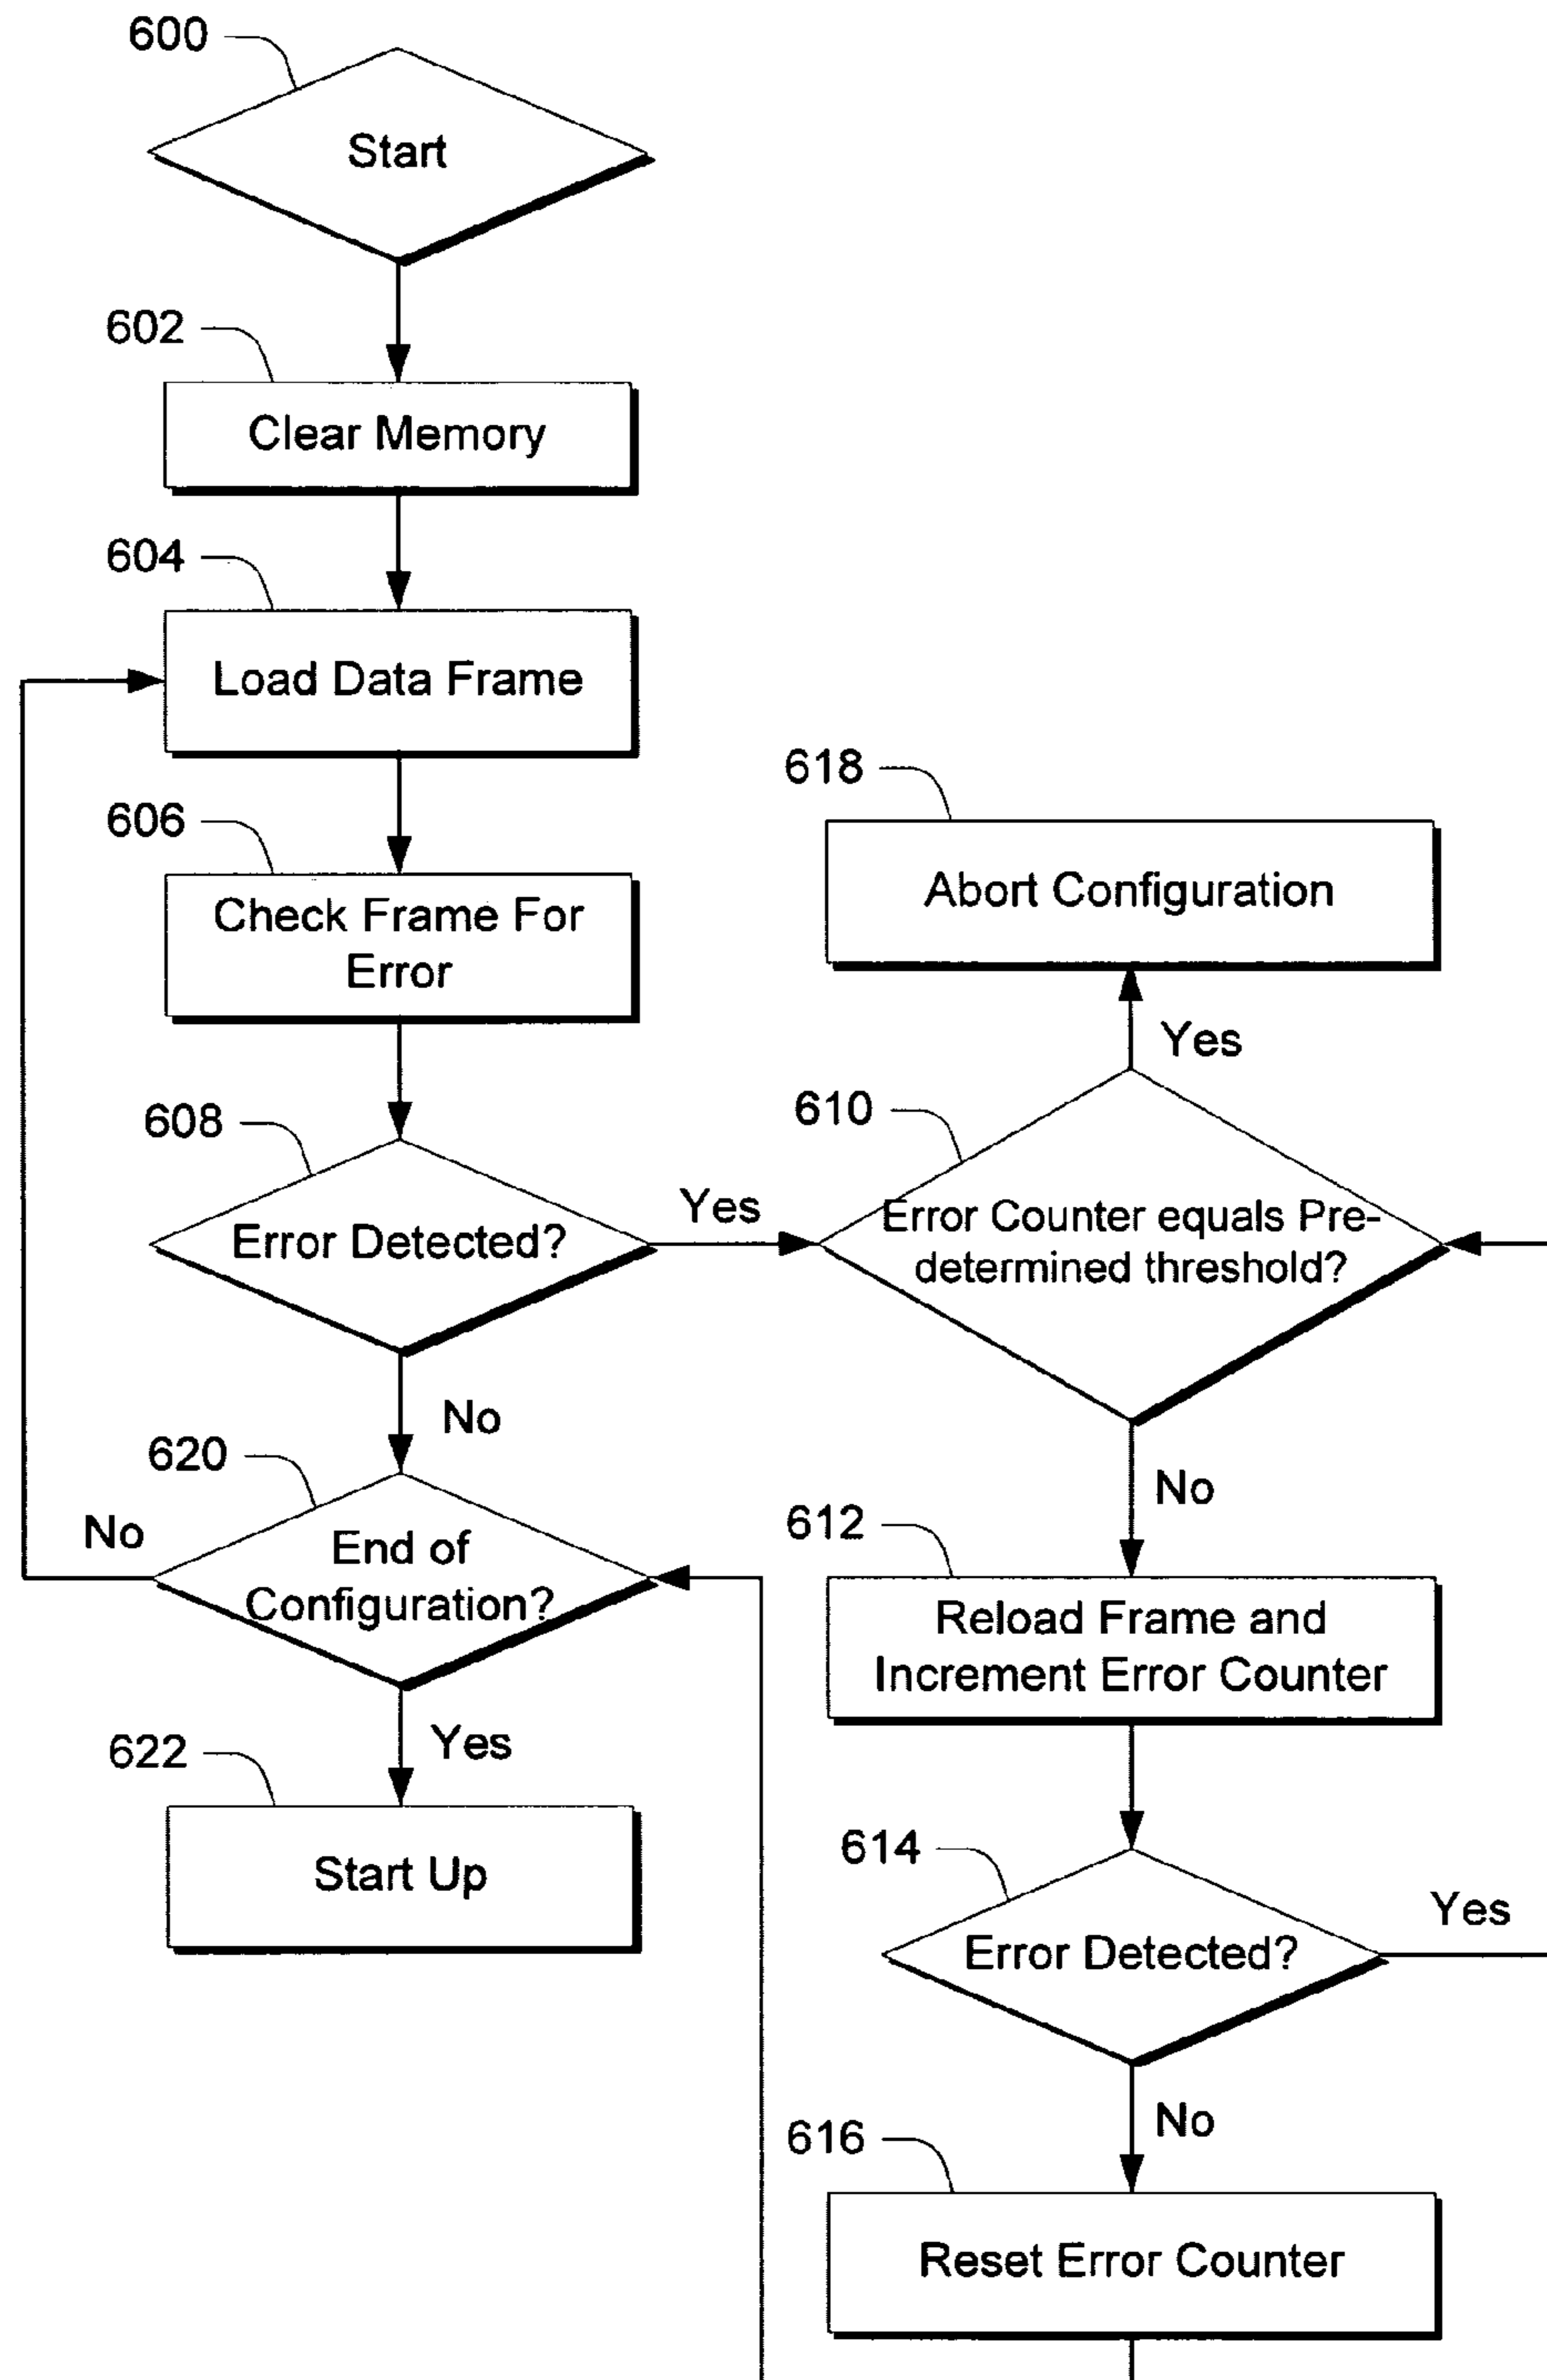 600
Start
602
Clear Memory
604
Load Data Frame
606
Check Frame For
Error
608
Error Detected?
Yes
No
620
End of
Configuration?
No
Yes
622
Start Up
618
Abort Configuration
Yes
610
Error Counter equals Pre-
determined threshold?
No
612
Reload Frame and
Increment Error Counter
614
Error Detected?
Yes
No
616
Reset Error Counter